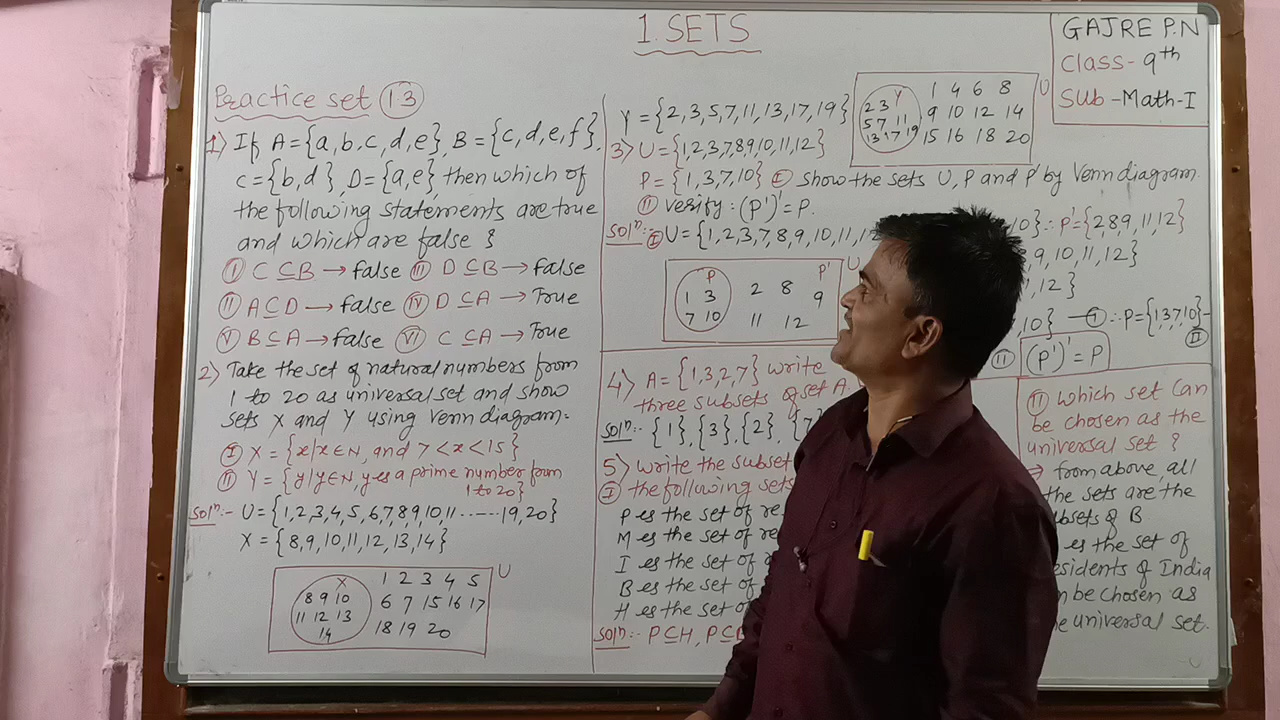 1. SETS
GAJRE P.N
Class- 9th
Sub -Math-I
Practice set (13)
1) If A={a,b,c,d,e}, B={c,d,e,f},
C={b,d}, D={a,e} then which of
the following statements are true
and which are false ?
I C⊆B → false III D⊆B → false
II A⊆D → false IV D⊆A → True
V B⊆A → false VI C⊆A → True
2) Take the set of natural numbers from
1 to 20 as universal set and show
sets X and Y using Venn diagram.
I X = {x/x∈N, and 7<x<15}
II Y = {y/y∈N, y es a prime number from
1 to 20}
Solⁿ:- U={1,2,3,4,5,6,7,8,9,10,11.......19,20}
X = {8,9,10,11,12,13,14}
X 1 2 3 4 5 U
8 9 10 6 7 15 16 17
11 12 13
14 18 19 20
Y={2,3,5,7,11,13,17,19}
Y 1 4 6 8 U
2 3 9 10 12 14
5 7 11
13 17 19 15 16 18 20
3) U={1,2,3,7,8,9,10,11,12}
P={1,3,7,10} I Show the sets U, P and P' by Venn diagram.
II verify: (P')'=P.
Solⁿ:- I U={1,2,3,7,8,9,10,11,1 10} ∴ P'={2,8,9,11,12}
9,10,11,12}
,12}
P P' U
1 3 2 8 9
7 10 11 12
10} — I ∴ P={1,3,7,10}-
II
III (P')'=P
4) A={1,3,2,7} write
three subsets of set A.
Solⁿ:- {1},{3},{2},{7
5) write the subset
I the following sets
P es the set of re
M es the set of re
I es the set of
B es the set of
H es the set of
Solⁿ:- P⊆H, P⊆B
II Which set can
be chosen as the
universal set ?
→ from above, all
the sets are the
ubsets of B
es the set of
esidents of India
n be chosen as
e universal set.